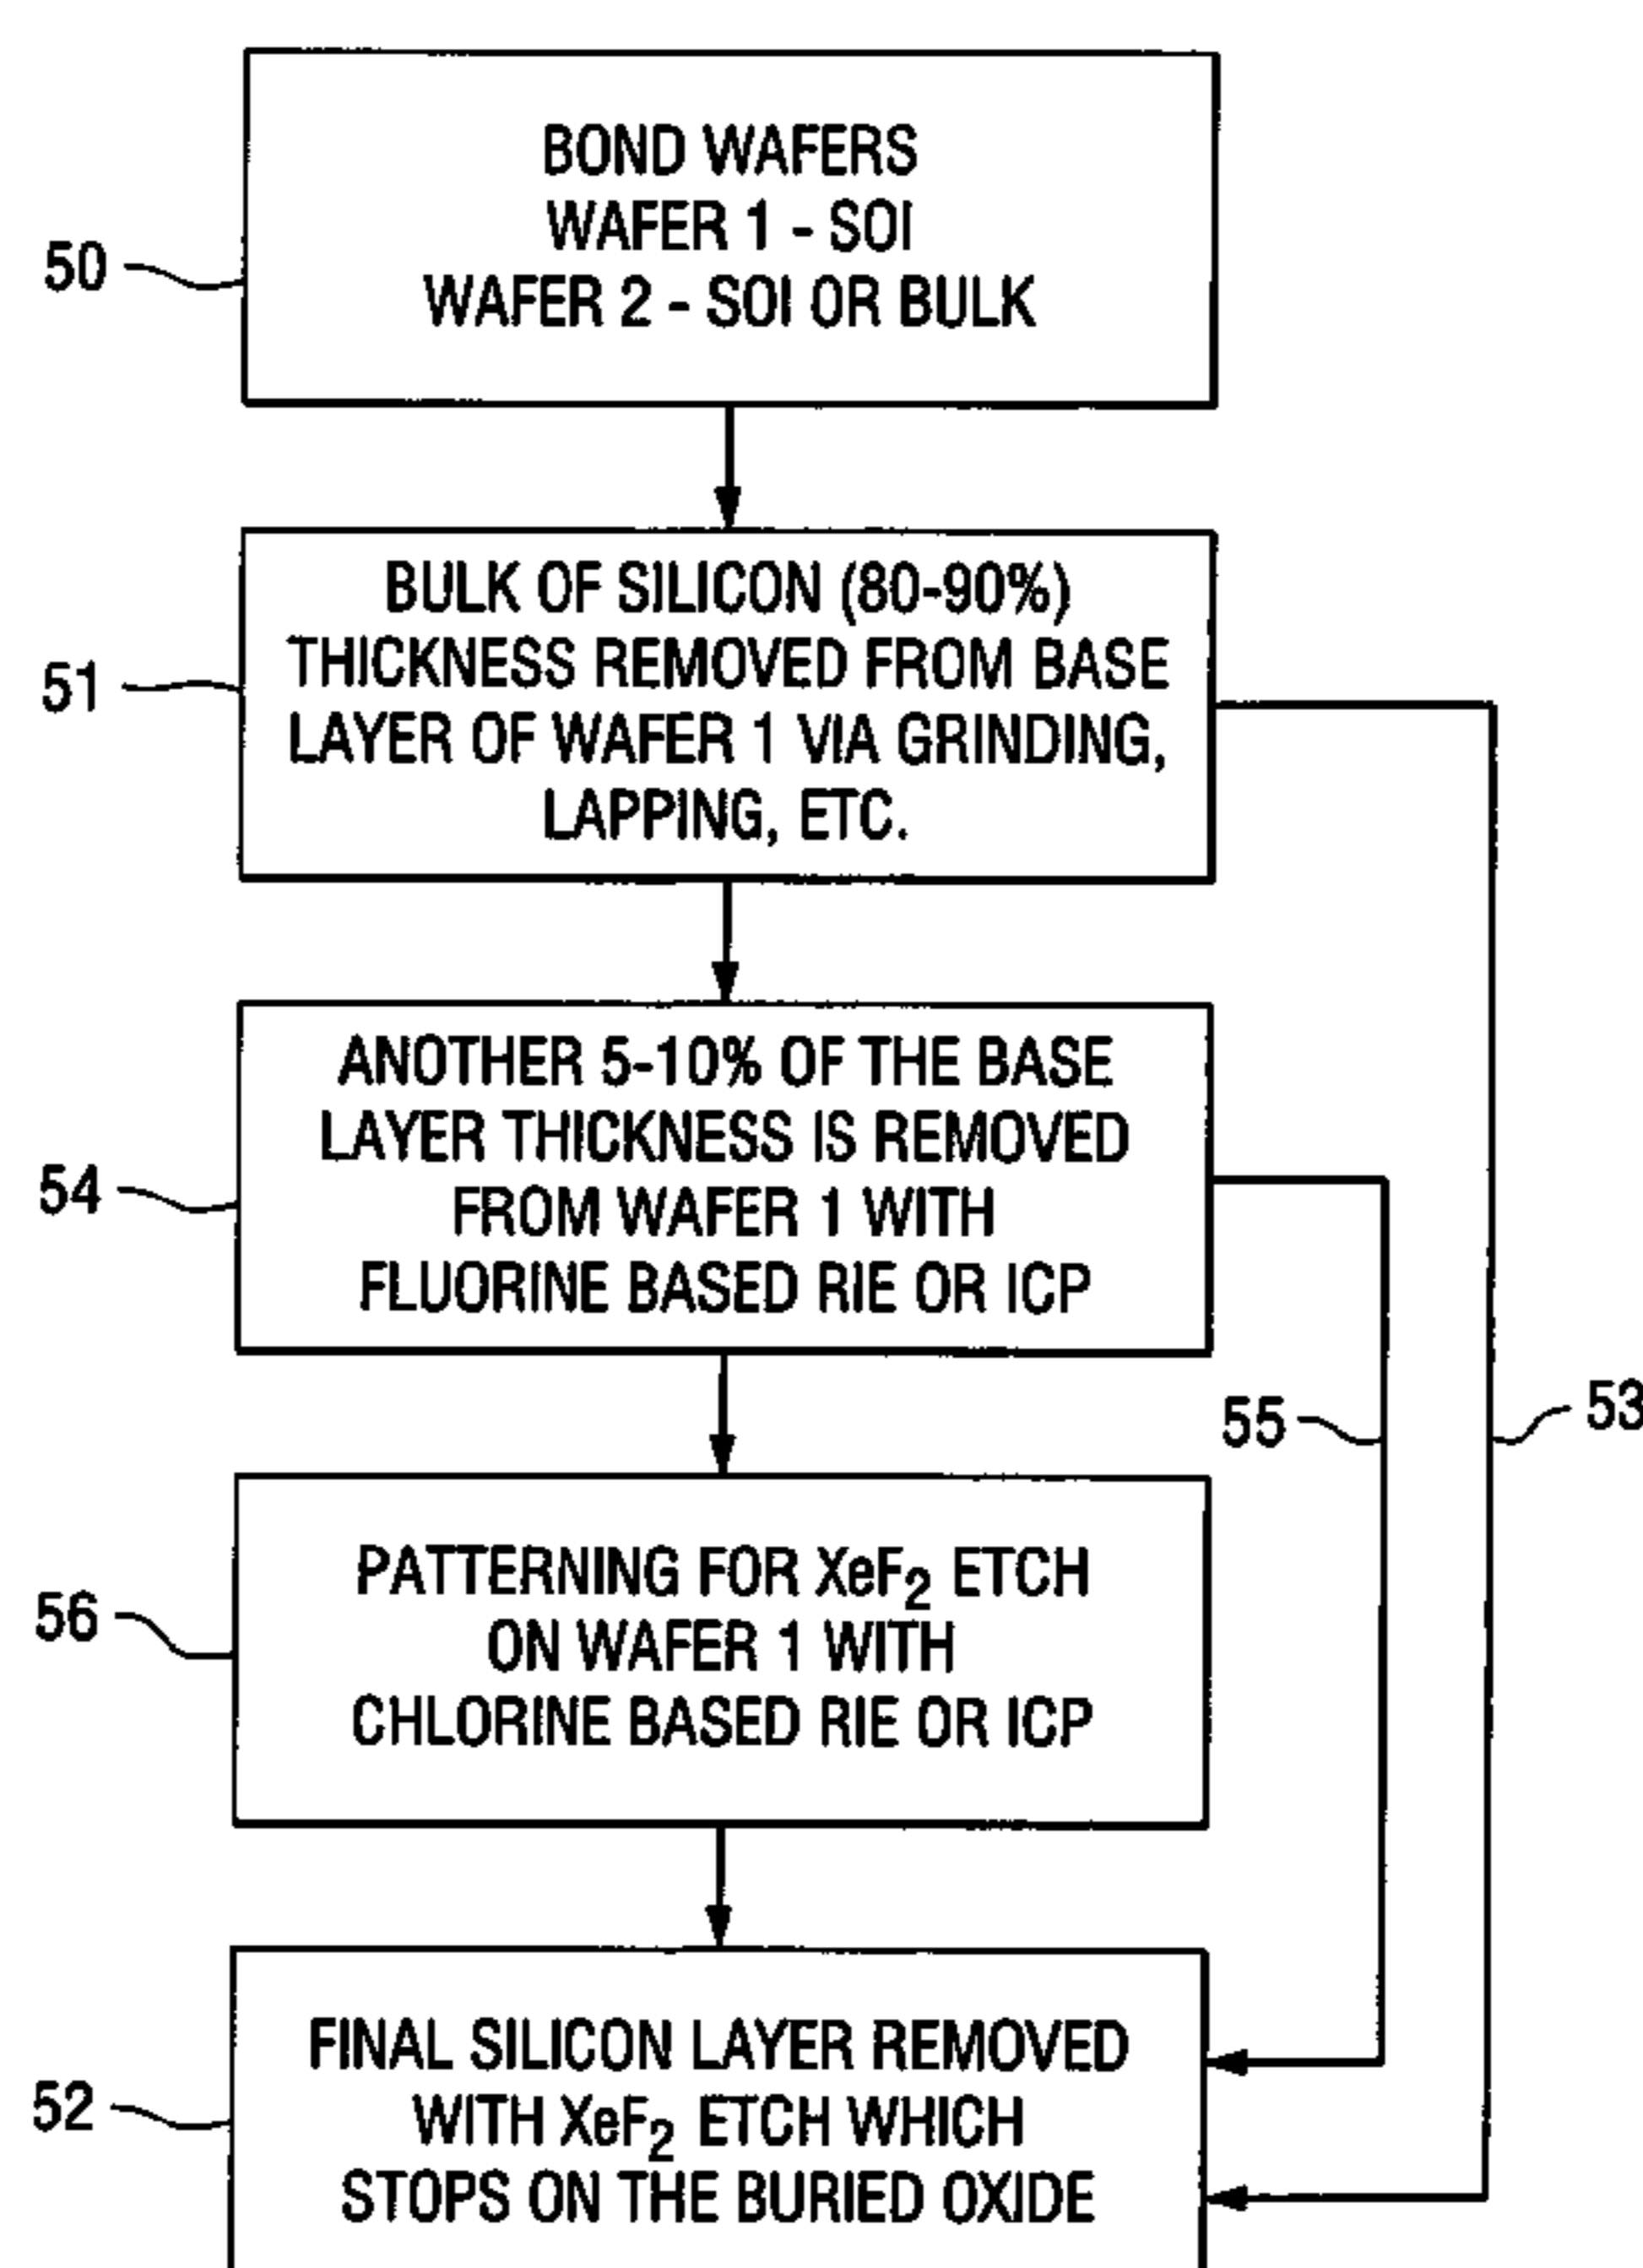 BOND WAFERS
WAFER 1 - SOI
WAFER 2 - SOI OR BULK
50
BULK OF SILICON (80-90%)
THICKNESS REMOVED FROM BASE
LAYER OF WAFER 1 VIA GRINDING,
LAPPING, ETC.
51
ANOTHER 5-10% OF THE BASE
LAYER THICKNESS IS REMOVED
FROM WAFER 1 WITH
FLUORINE BASED RIE OR ICP
54
55
53
PATTERNING FOR XeF₂ ETCH
ON WAFER 1 WITH
CHLORINE BASED RIE OR ICP
56
FINAL SILICON LAYER REMOVED
WITH XeF₂ ETCH WHICH
STOPS ON THE BURIED OXIDE
52